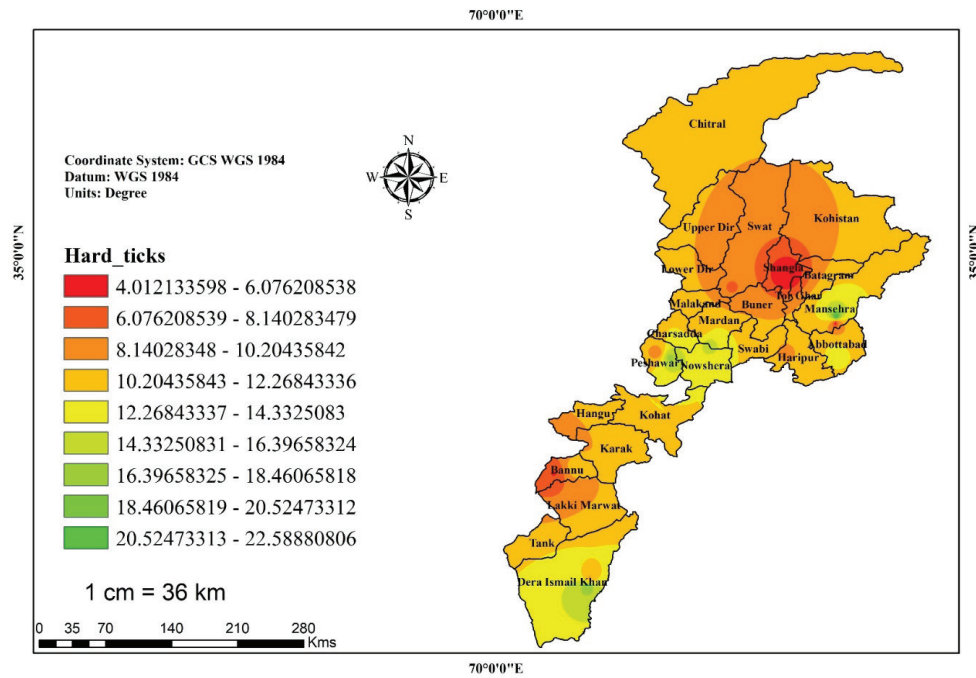 70°0'0"E
Coordinate System: GCS WGS 1984
Datum: WGS 1984
Units: Degree
N
W E
S
35°0'0"N
35°0'0"N
Hard_ticks
4.012133598 - 6.076208538
6.076208539 - 8.140283479
8.14028348 - 10.20435842
10.20435843 - 12.26843336
12.26843337 - 14.3325083
14.33250831 - 16.39658324
16.39658325 - 18.46065818
18.46065819 - 20.52473312
20.52473313 - 22.58880806
1 cm = 36 km
0 35 70 140 210 280
Kms
Chitral
Upper Dir
Swat
Kohistan
Lower Dir
Shangla
Batagram
Tor Ghar
Malakand
Buner
Mansehra
Mardan
Charsadda
Swabi
Abbottabad
Haripur
Peshawar
Nowshera
Hangu
Kohat
Karak
Bannu
Lakki Marwat
Tank
Dera Ismail Khan
70°0'0"E